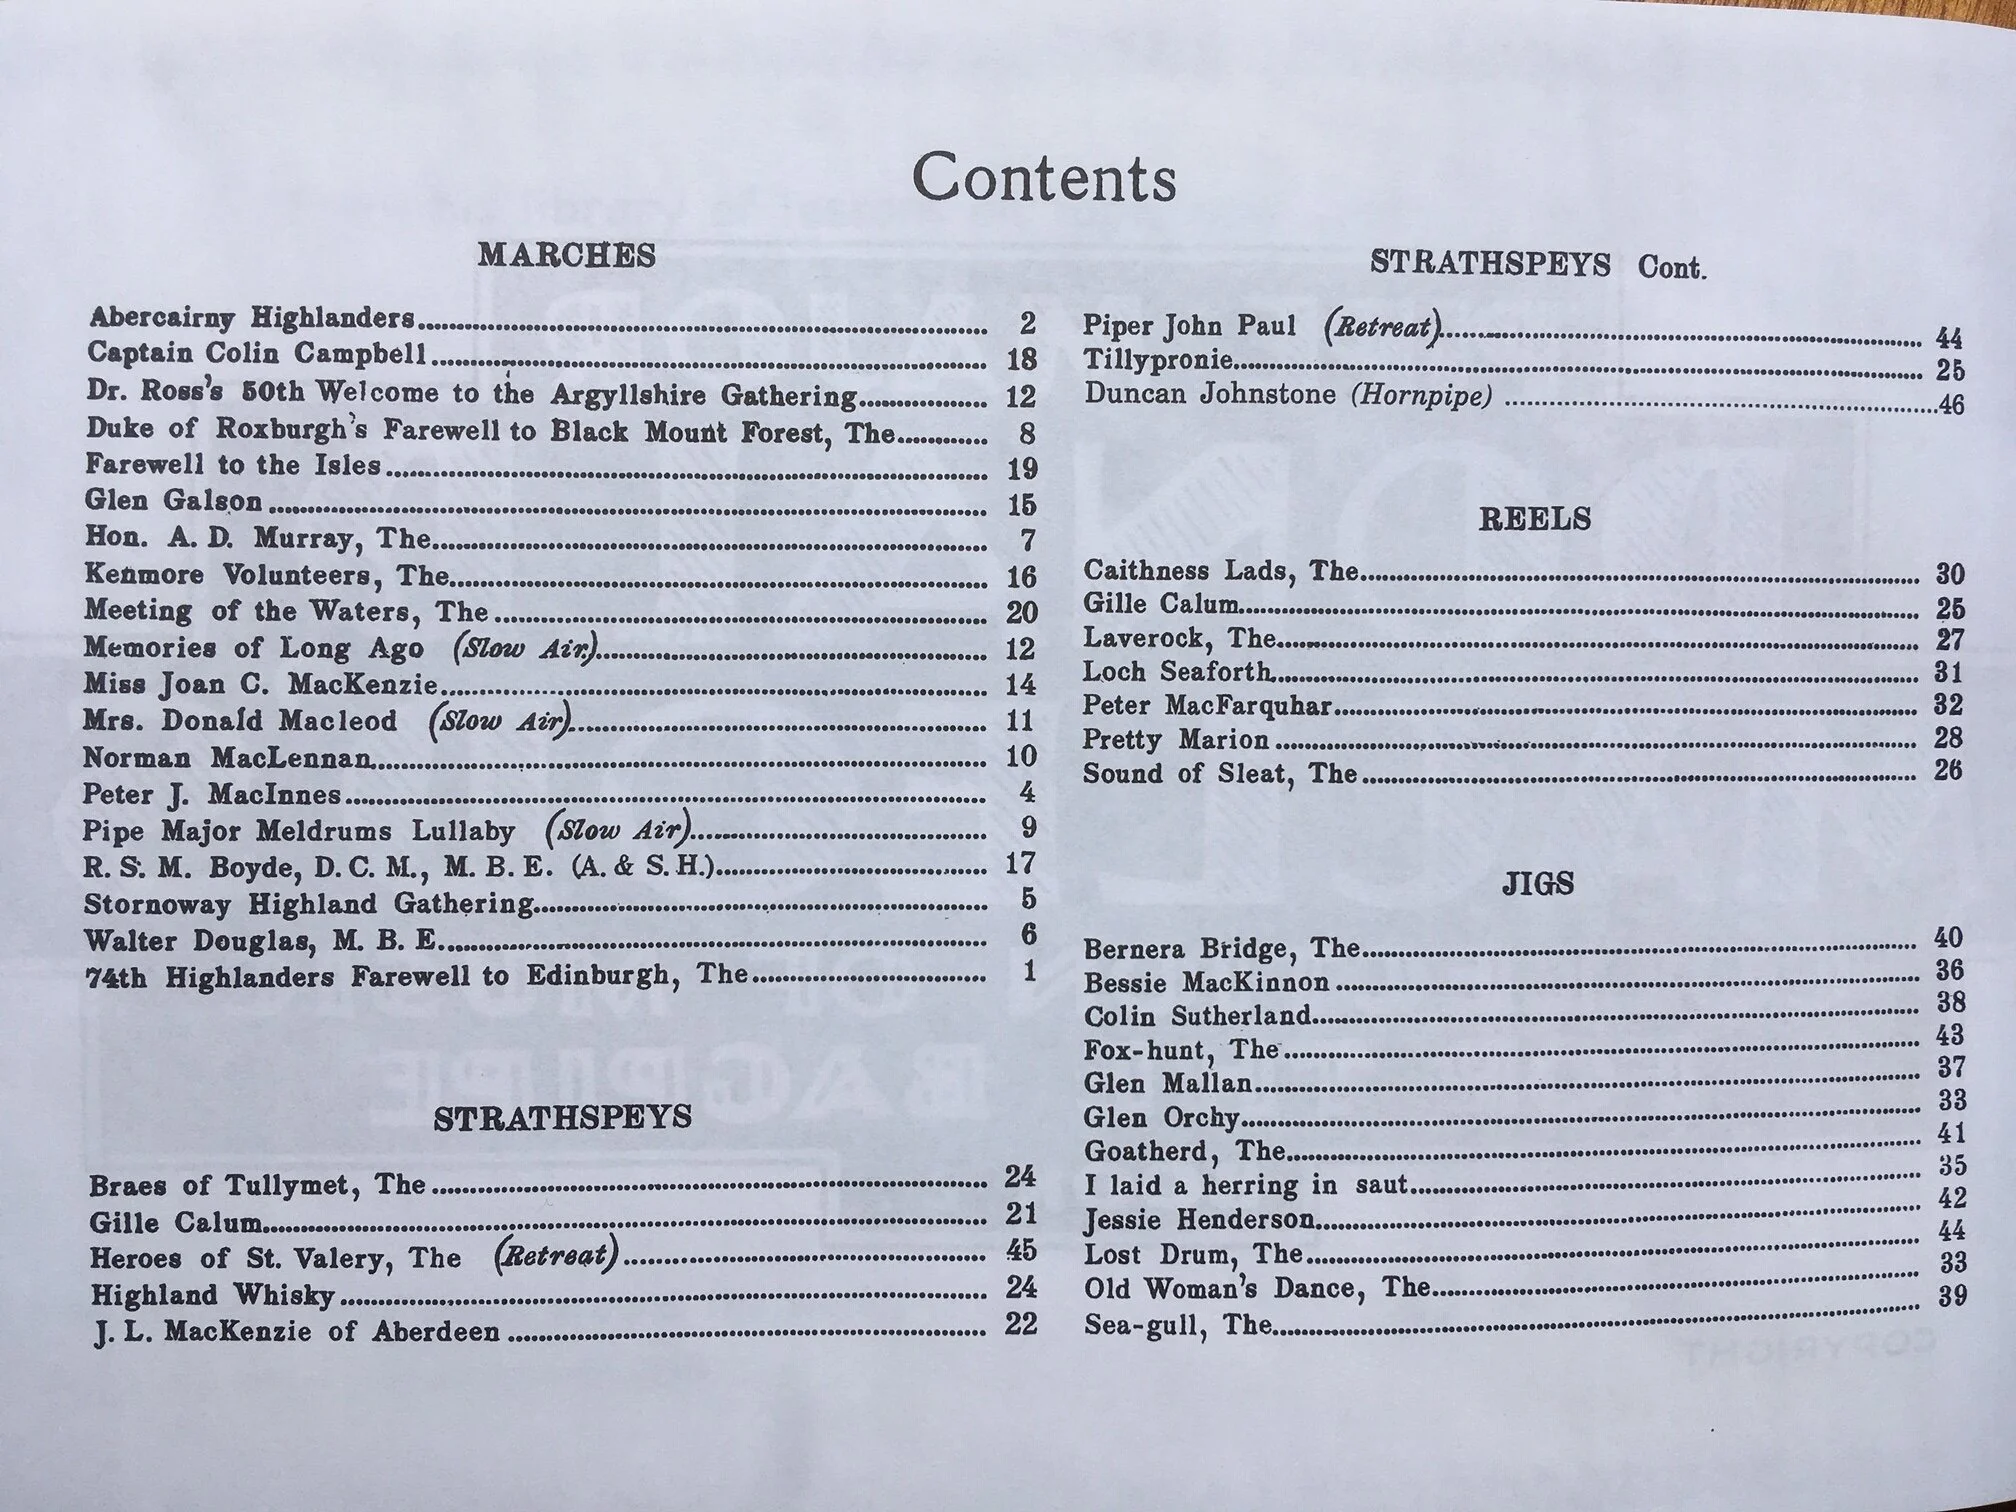 Contents
MARCHES
Abercairny Highlanders 2
Captain Colin Campbell 18
Dr. Ross's 50th Welcome to the Argyllshire Gathering 12
Duke of Roxburgh's Farewell to Black Mount Forest, The 8
Farewell to the Isles 19
Glen Galson 15
Hon. A. D. Murray, The 7
Kenmore Volunteers, The 16
Meeting of the Waters, The 20
Memories of Long Ago (Slow Air) 12
Miss Joan C. MacKenzie 14
Mrs. Donald Macleod (Slow Air) 11
Norman MacLennan 10
Peter J. MacInnes 4
Pipe Major Meldrums Lullaby (Slow Air) 9
R. S. M. Boyde, D. C. M., M. B. E. (A. & S. H.) 17
Stornoway Highland Gathering 5
Walter Douglas, M. B. E. 6
74th Highlanders Farewell to Edinburgh, The 1
STRATHSPEYS
Braes of Tullymet, The 24
Gille Calum 21
Heroes of St. Valery, The (Retreat) 45
Highland Whisky 24
J. L. MacKenzie of Aberdeen 22
STRATHSPEYS Cont.
Piper John Paul (Retreat) 44
Tillypronie 25
Duncan Johnstone (Hornpipe) 46
REELS
Caithness Lads, The 30
Gille Calum 25
Laverock, The 27
Loch Seaforth 31
Peter MacFarquhar 32
Pretty Marion 28
Sound of Sleat, The 26
JIGS
Bernera Bridge, The 40
Bessie MacKinnon 36
Colin Sutherland 38
Fox-hunt, The 43
Glen Mallan 37
Glen Orchy 33
Goatherd, The 41
I laid a herring in saut 35
Jessie Henderson 42
Lost Drum, The 44
Old Woman's Dance, The 33
Sea-gull, The 39